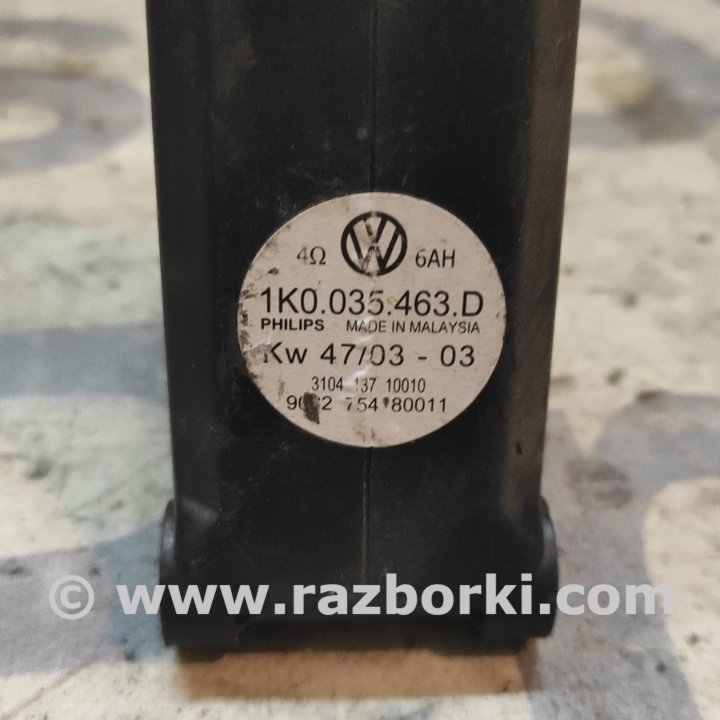 4Ω VW 6AH
1K0.035.463.D
PHILIPS MADE IN MALAYSIA
Kw 47/03 - 03
3104 137 10010
754 80011
© www.razborki.com